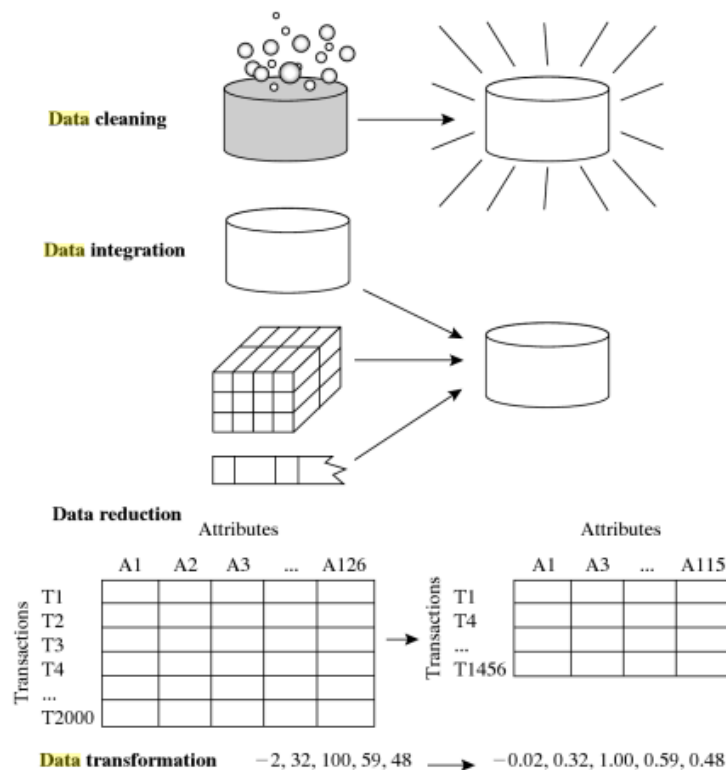 Data cleaning
Data integration
Data reduction
Attributes
A1 A2 A3 ... A126
Transactions
T1
T2
T3
T4
...
T2000
Attributes
A1 A3 ... A115
Transactions
T1
T4
...
T1456
Data transformation −2, 32, 100, 59, 48 −0.02, 0.32, 1.00, 0.59, 0.48